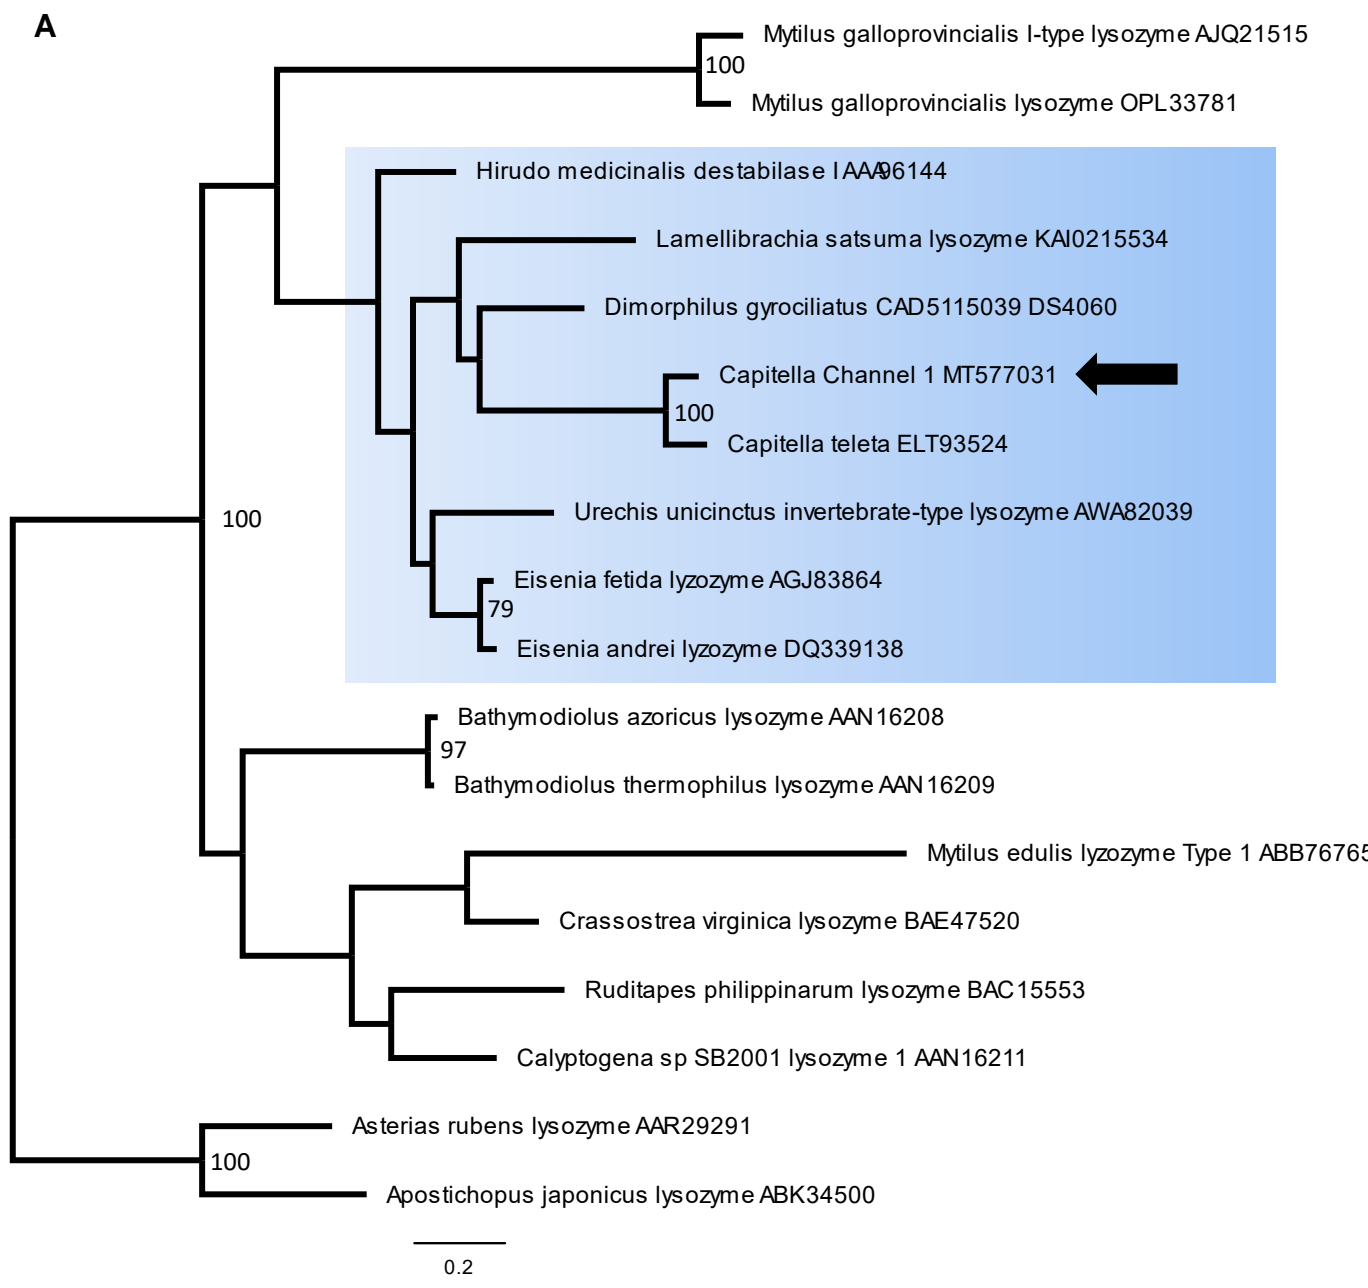 A
Mytilus galloprovincialis I-type lysozyme AJQ21515
100
Mytilus galloprovincialis lysozyme OPL33781
Hirudo medicinalis destabilase I AAA96144
Lamellibrachia satsuma lysozyme KAI0215534
Dimorphilus gyrociliatus CAD5115039 DS4060
Capitella Channel 1 MT577031
100
Capitella teleta ELT93524
Urechis unicinctus invertebrate-type lysozyme AWA82039
100
Eisenia fetida lyzozyme AGJ83864
79
Eisenia andrei lyzozyme DQ339138
Bathymodiolus azoricus lysozyme AAN16208
97
Bathymodiolus thermophilus lysozyme AAN16209
Mytilus edulis lyzozyme Type 1 ABB76765
Crassostrea virginica lysozyme BAE47520
Ruditapes philippinarum lysozyme BAC15553
Calyptogena sp SB2001 lysozyme 1 AAN16211
Asterias rubens lysozyme AAR29291
100
Apostichopus japonicus lysozyme ABK34500
0.2